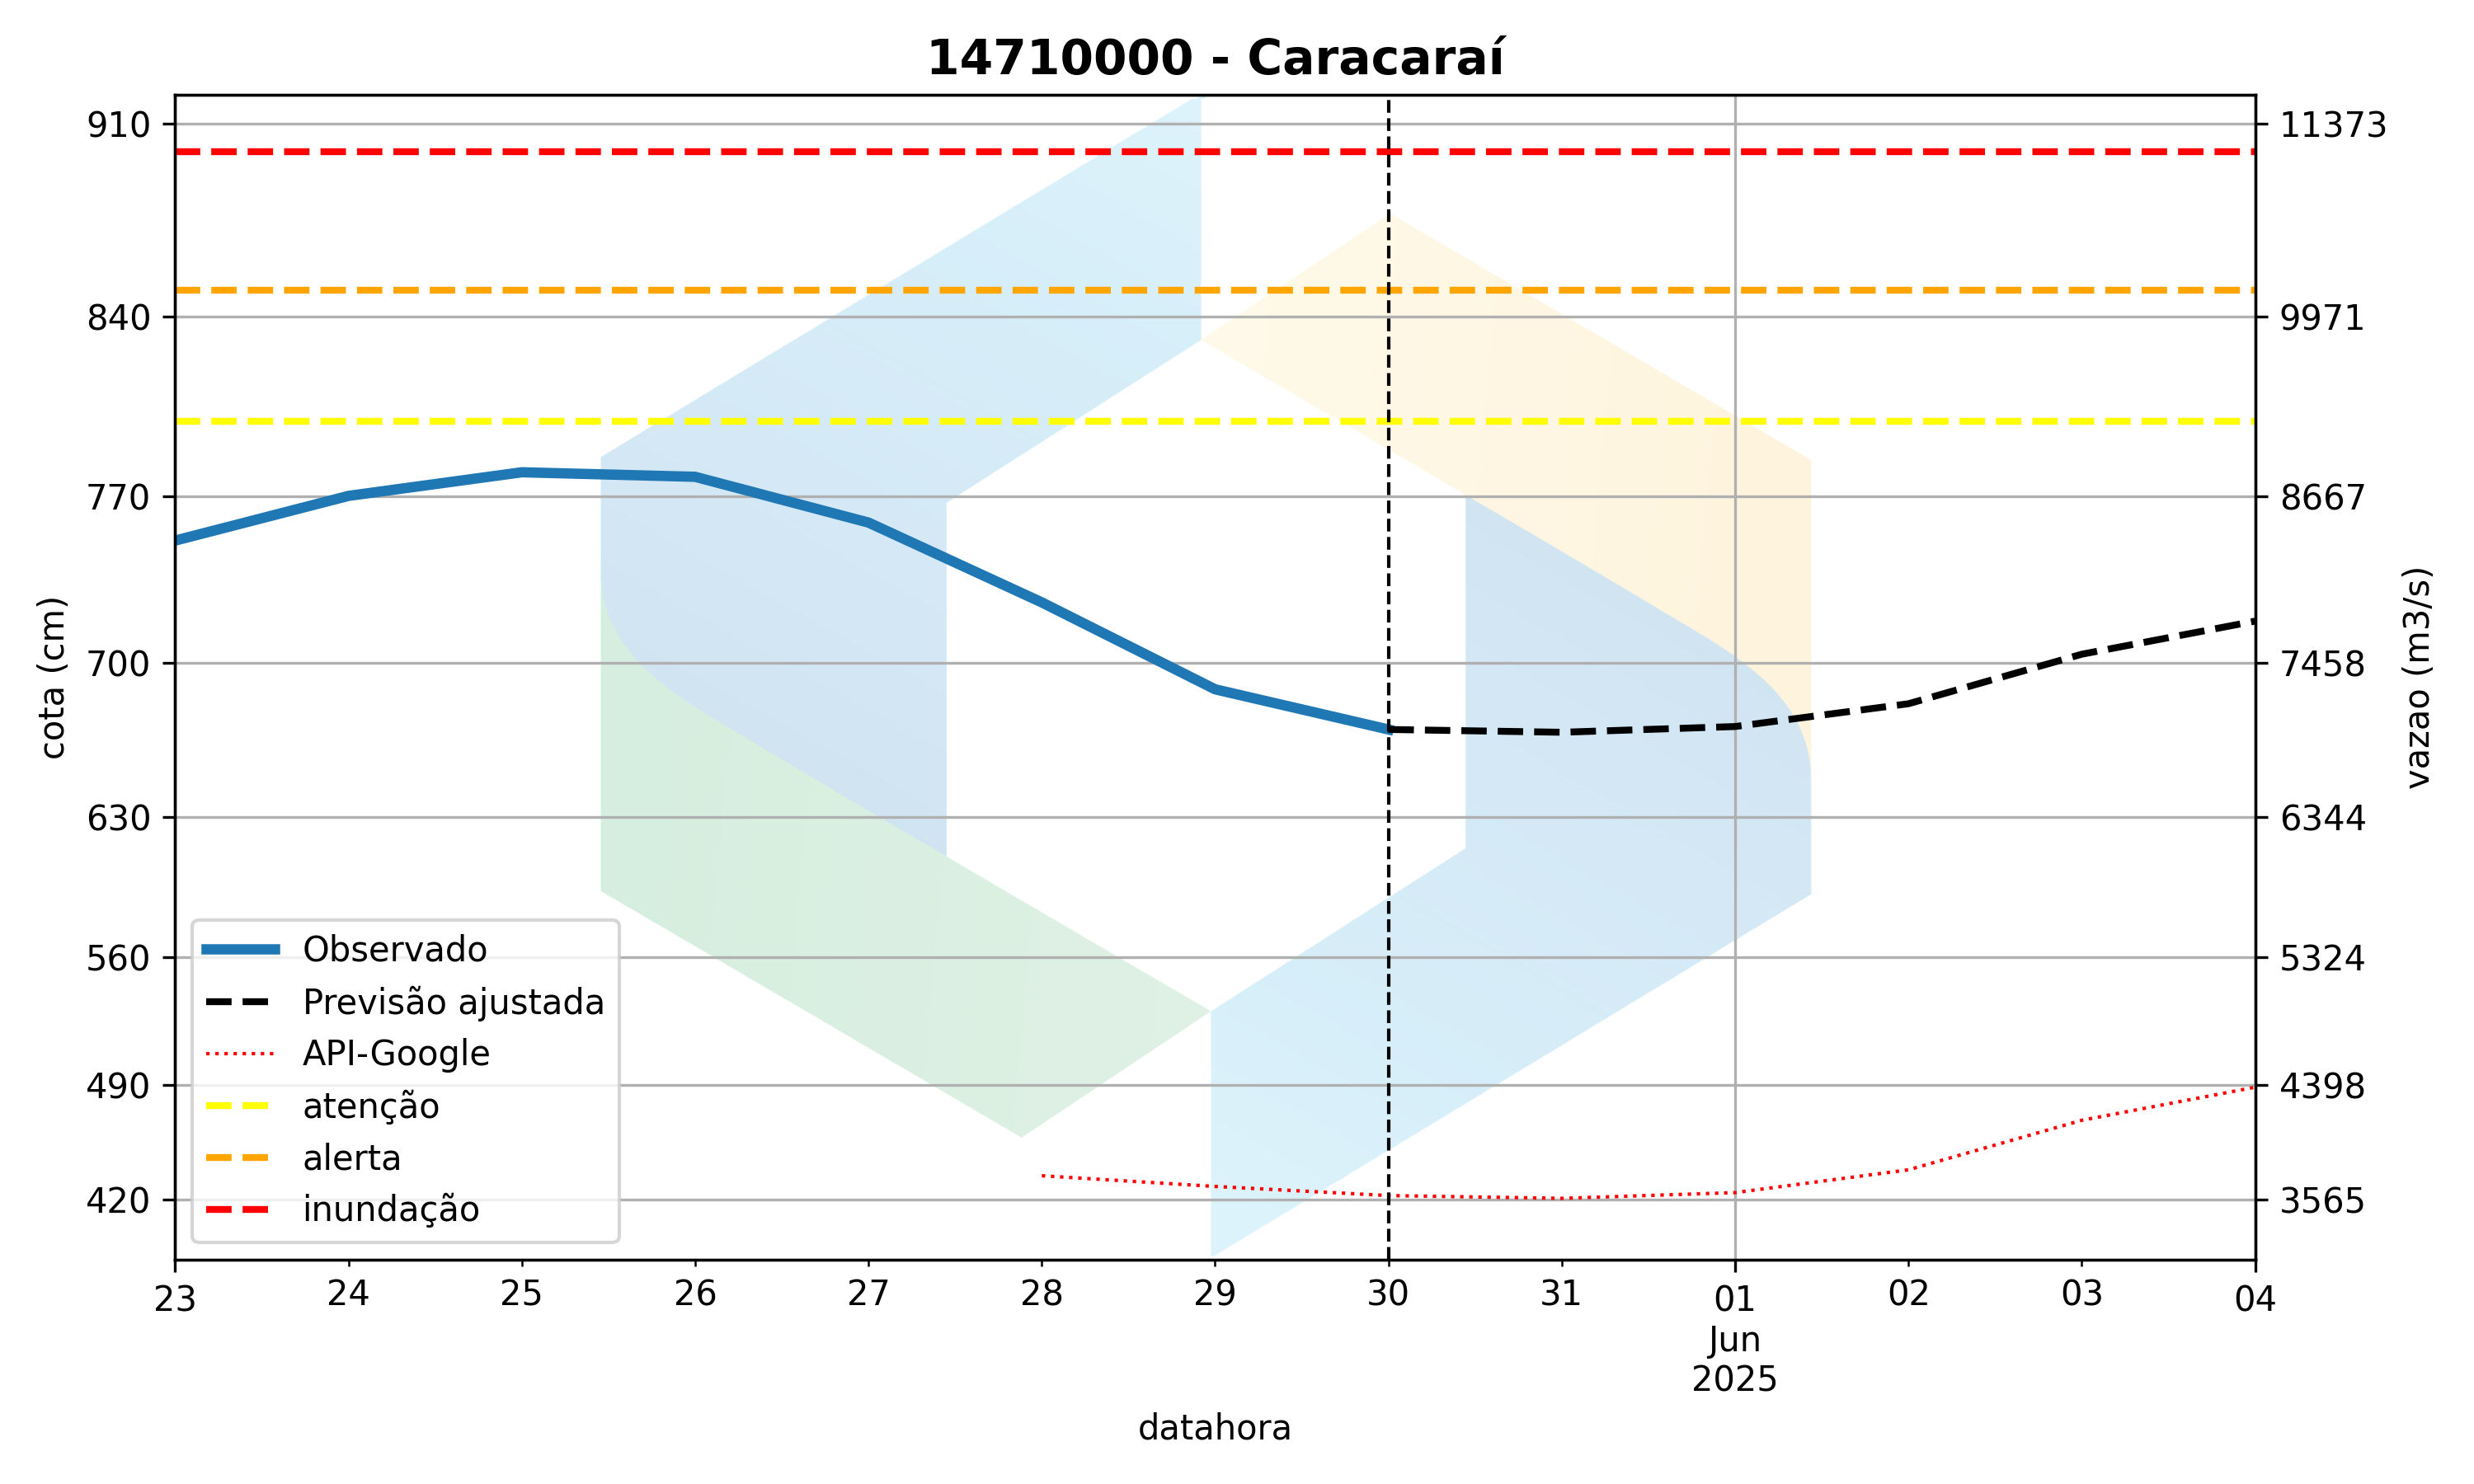 14710000 - Caracaraí
910
840
770
700
630
560
490
420
cota (cm)
11373
9971
8667
7458
6344
5324
4398
3565
vazao (m3/s)
Observado
Previsão ajustada
API-Google
atenção
alerta
inundação
23 24 25 26 27 28 29 30 31 01 02 03 04
Jun
2025
datahora